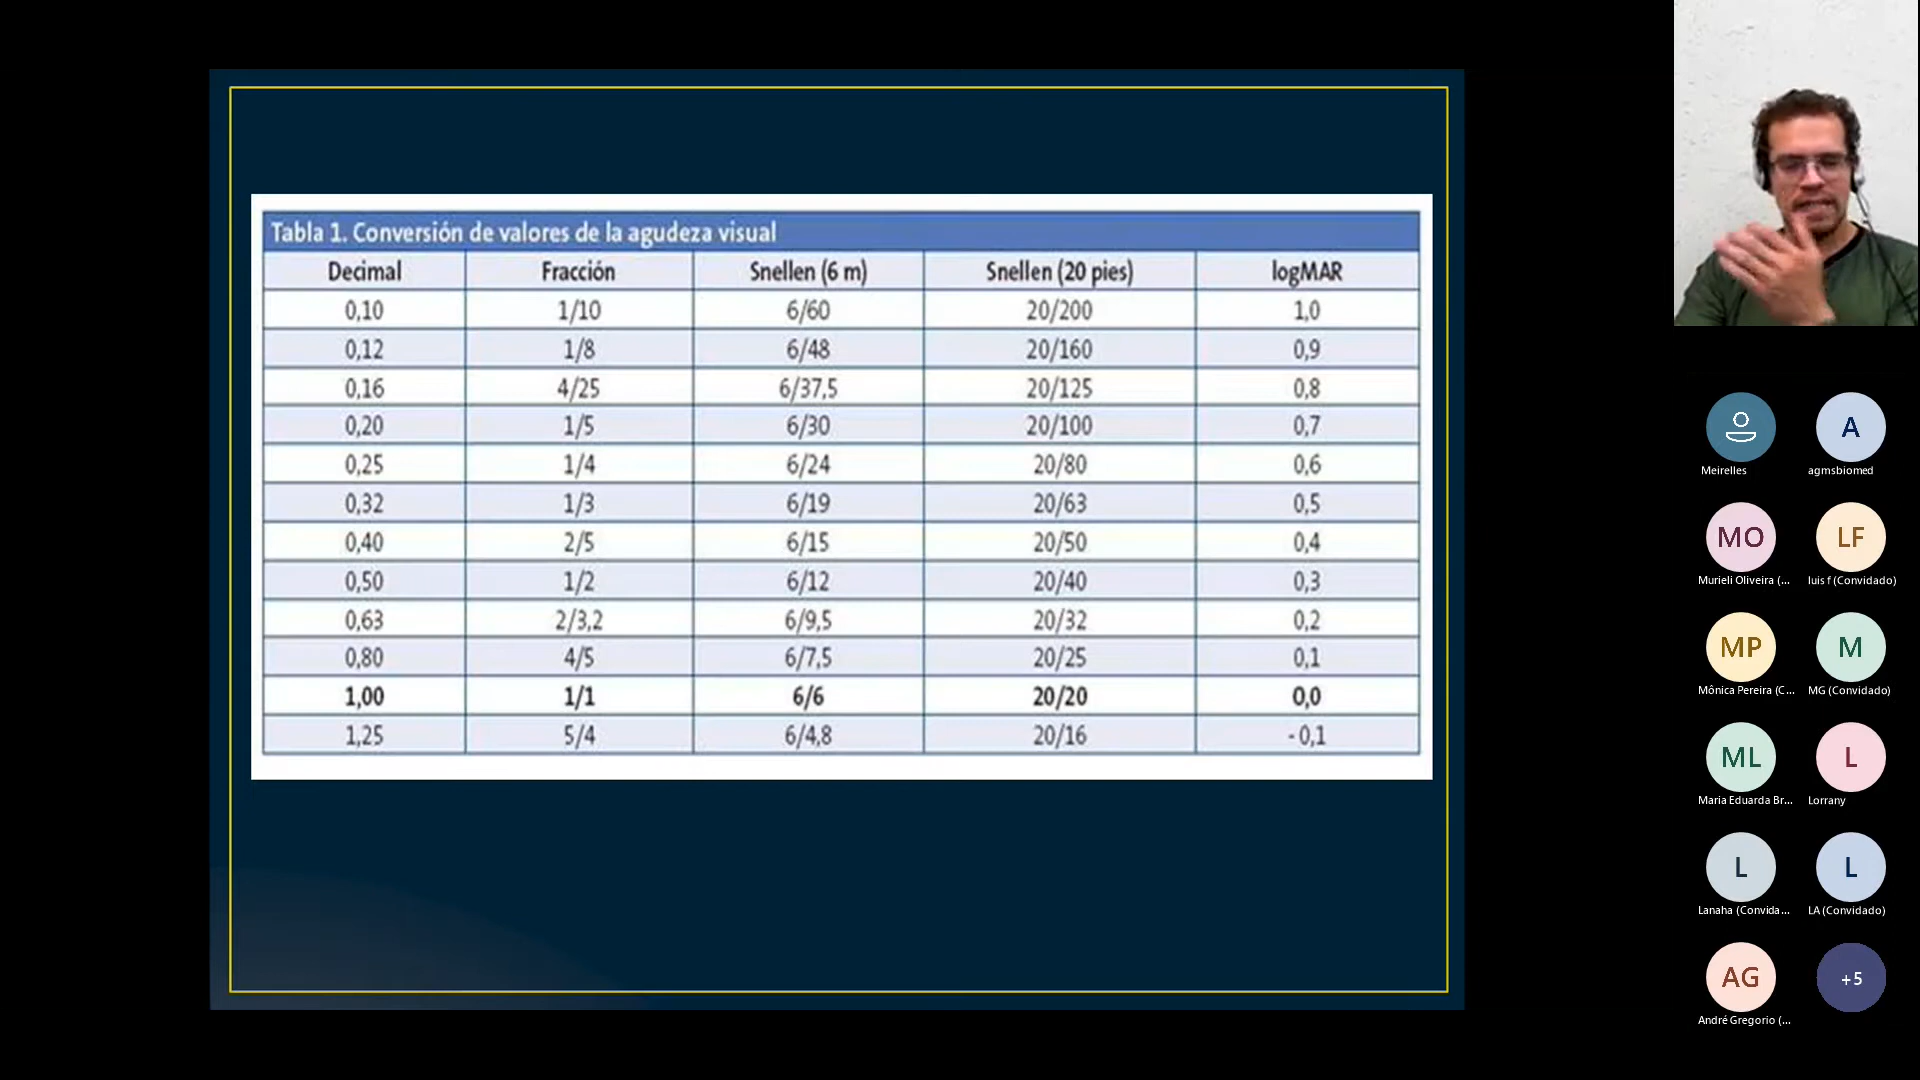 Tabla 1. Conversión de valores de la agudeza visual
Decimal Fracción Snellen (6 m) Snellen (20 pies) logMAR
0,10 1/10 6/60 20/200 1,0
0,12 1/8 6/48 20/160 0,9
0,16 4/25 6/37,5 20/125 0,8
0,20 1/5 6/30 20/100 0,7
0,25 1/4 6/24 20/80 0,6
0,32 1/3 6/19 20/63 0,5
0,40 2/5 6/15 20/50 0,4
0,50 1/2 6/12 20/40 0,3
0,63 2/3,2 6/9,5 20/32 0,2
0,80 4/5 6/7,5 20/25 0,1
1,00 1/1 6/6 20/20 0,0
1,25 5/4 6/4,8 20/16 - 0,1
A
Meirelles agmsbiomed
MO LF
Murieli Oliveira (... luis f (Convidado)
MP M
Mônica Pereira (C... MG (Convidado)
ML L
Maria Eduarda Br... Lorrany
L L
Lanaha (Convida... LA (Convidado)
AG +5
André Gregorio (...